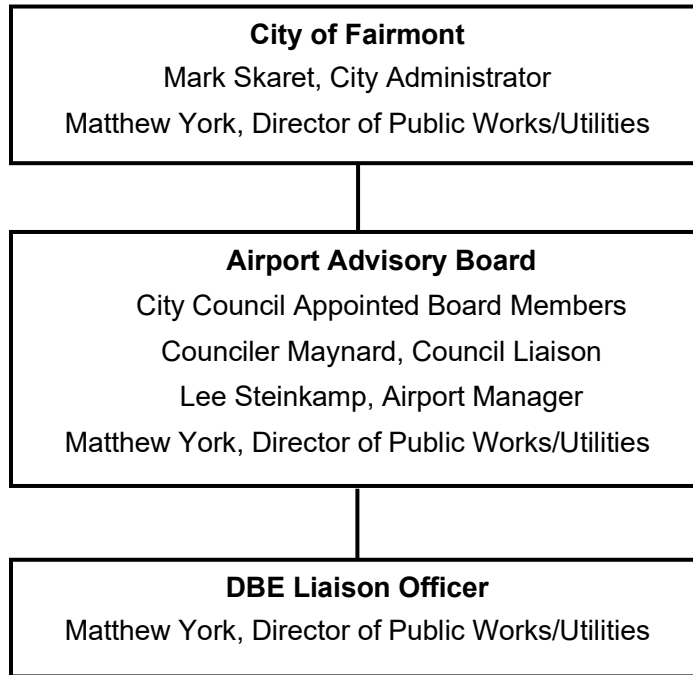 City of Fairmont
Mark Skaret, City Administrator
Matthew York, Director of Public Works/Utilities
Airport Advisory Board
City Council Appointed Board Members
Counciler Maynard, Council Liaison
Lee Steinkamp, Airport Manager
Matthew York, Director of Public Works/Utilities
DBE Liaison Officer
Matthew York, Director of Public Works/Utilities